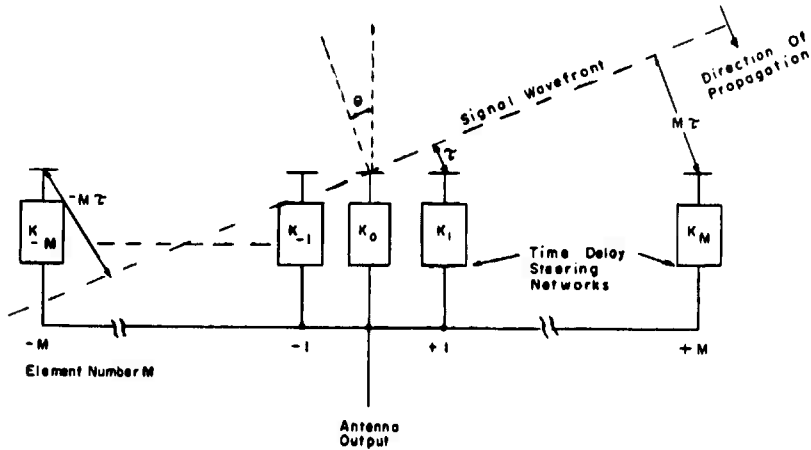 θ
Signal Wavefront
Direction Of
Propagation
Mτ
τ
-Mτ
K-M
K-1
K0
K1
KM
Time Delay
Steering
Networks
-M
-1
+1
+M
Element Number M
Antenna
Output